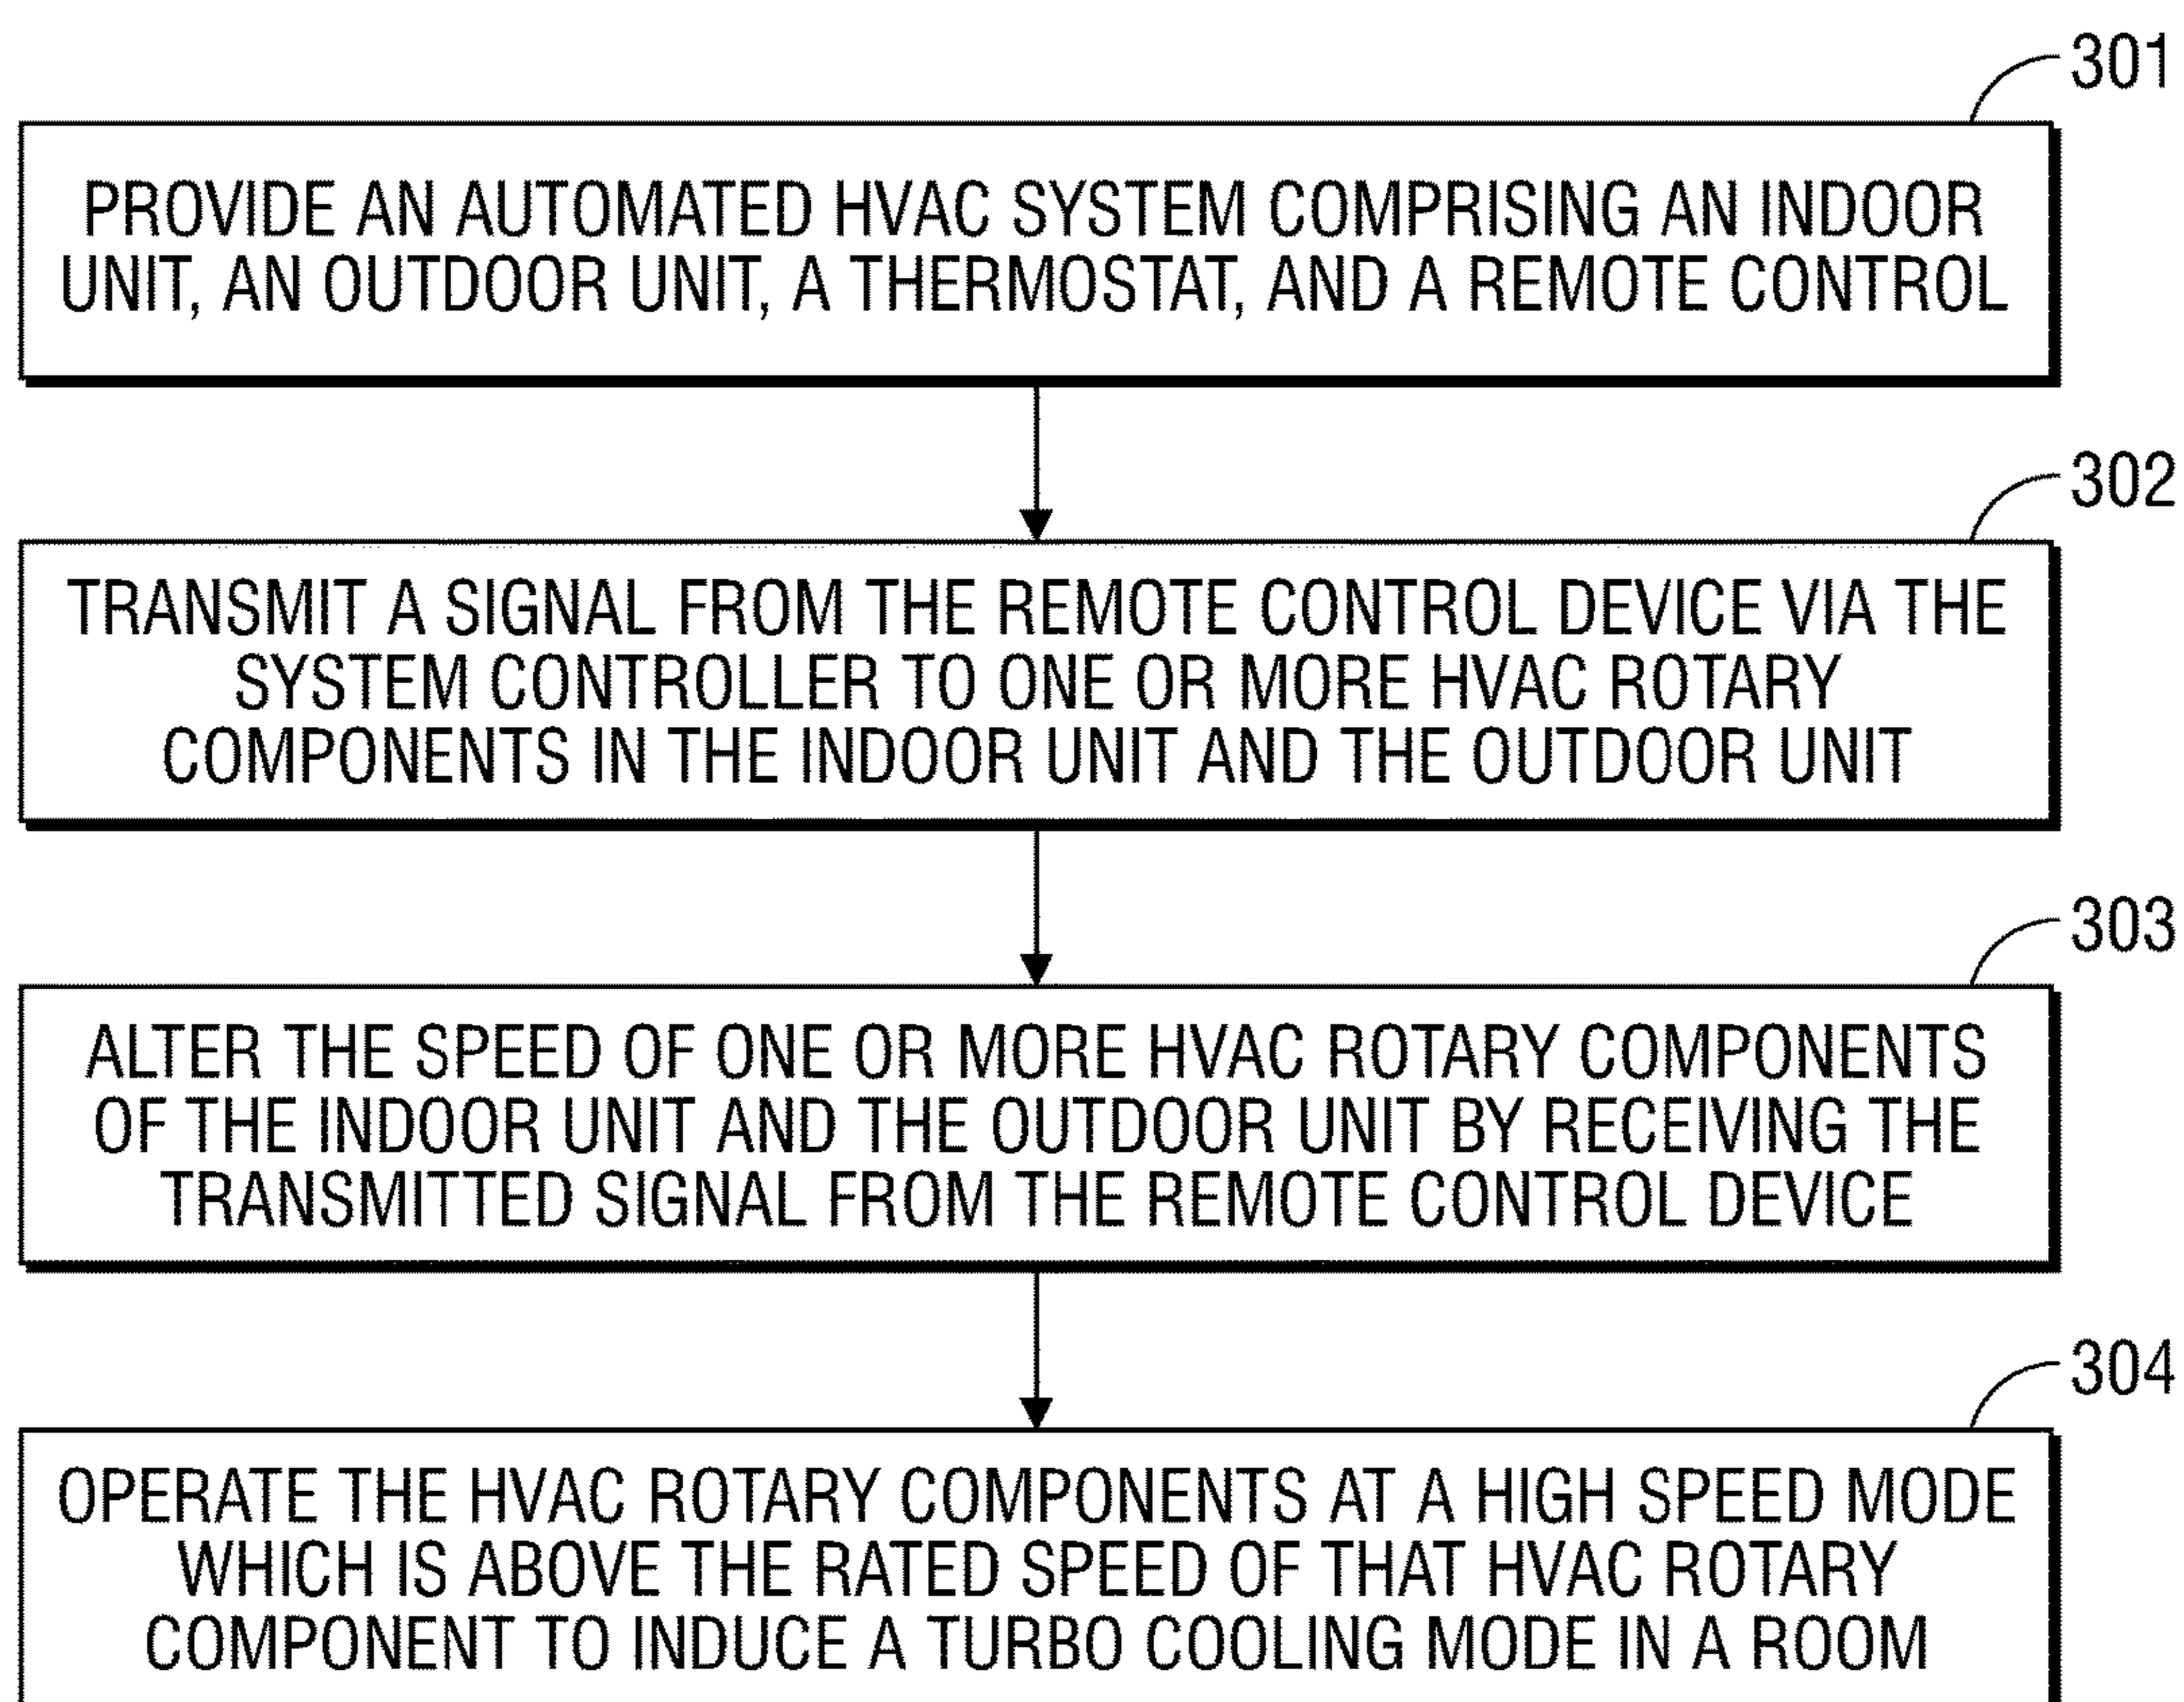 301
PROVIDE AN AUTOMATED HVAC SYSTEM COMPRISING AN INDOOR
UNIT, AN OUTDOOR UNIT, A THERMOSTAT, AND A REMOTE CONTROL
302
TRANSMIT A SIGNAL FROM THE REMOTE CONTROL DEVICE VIA THE
SYSTEM CONTROLLER TO ONE OR MORE HVAC ROTARY
COMPONENTS IN THE INDOOR UNIT AND THE OUTDOOR UNIT
303
ALTER THE SPEED OF ONE OR MORE HVAC ROTARY COMPONENTS
OF THE INDOOR UNIT AND THE OUTDOOR UNIT BY RECEIVING THE
TRANSMITTED SIGNAL FROM THE REMOTE CONTROL DEVICE
304
OPERATE THE HVAC ROTARY COMPONENTS AT A HIGH SPEED MODE
WHICH IS ABOVE THE RATED SPEED OF THAT HVAC ROTARY
COMPONENT TO INDUCE A TURBO COOLING MODE IN A ROOM